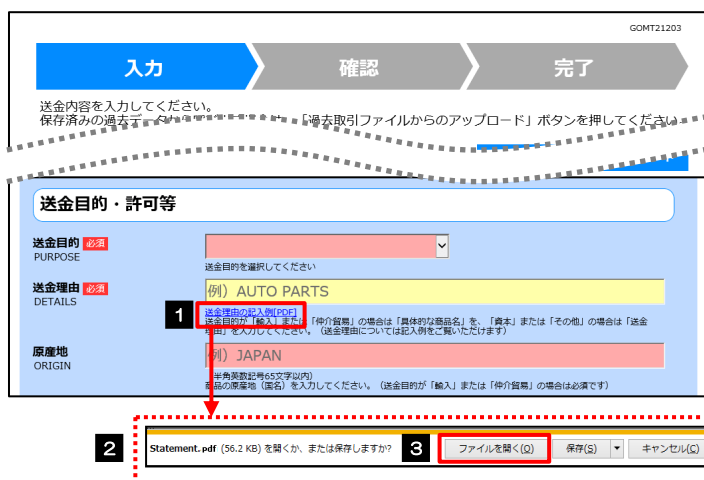 GOMT21203
入力
確認
完了
送金内容を入力してください。
保存済みの過去データから 「過去取引ファイルからのアップロード」ボタンを押してください。
送金目的・許可等
送金目的 必須
PURPOSE
送金目的を選択してください
送金理由 必須
DETAILS
例）AUTO PARTS
1
送金理由の記入例[PDF]
送金目的が「輸入」または「仲介貿易」の場合は「具体的な商品名」を、「資本」または「その他」の場合は「送金
理由」を入力してください。（送金理由については記入例をご覧いただけます）
原産地
ORIGIN
例）JAPAN
半角英数記号65文字以内）
商品の原産地（国名）を入力してください。（送金目的が「輸入」または「仲介貿易」の場合は必須です）
2
Statement.pdf (56.2 KB) を開くか、または保存しますか?
3
ファイルを開く(O)
保存(S)
キャンセル(C)